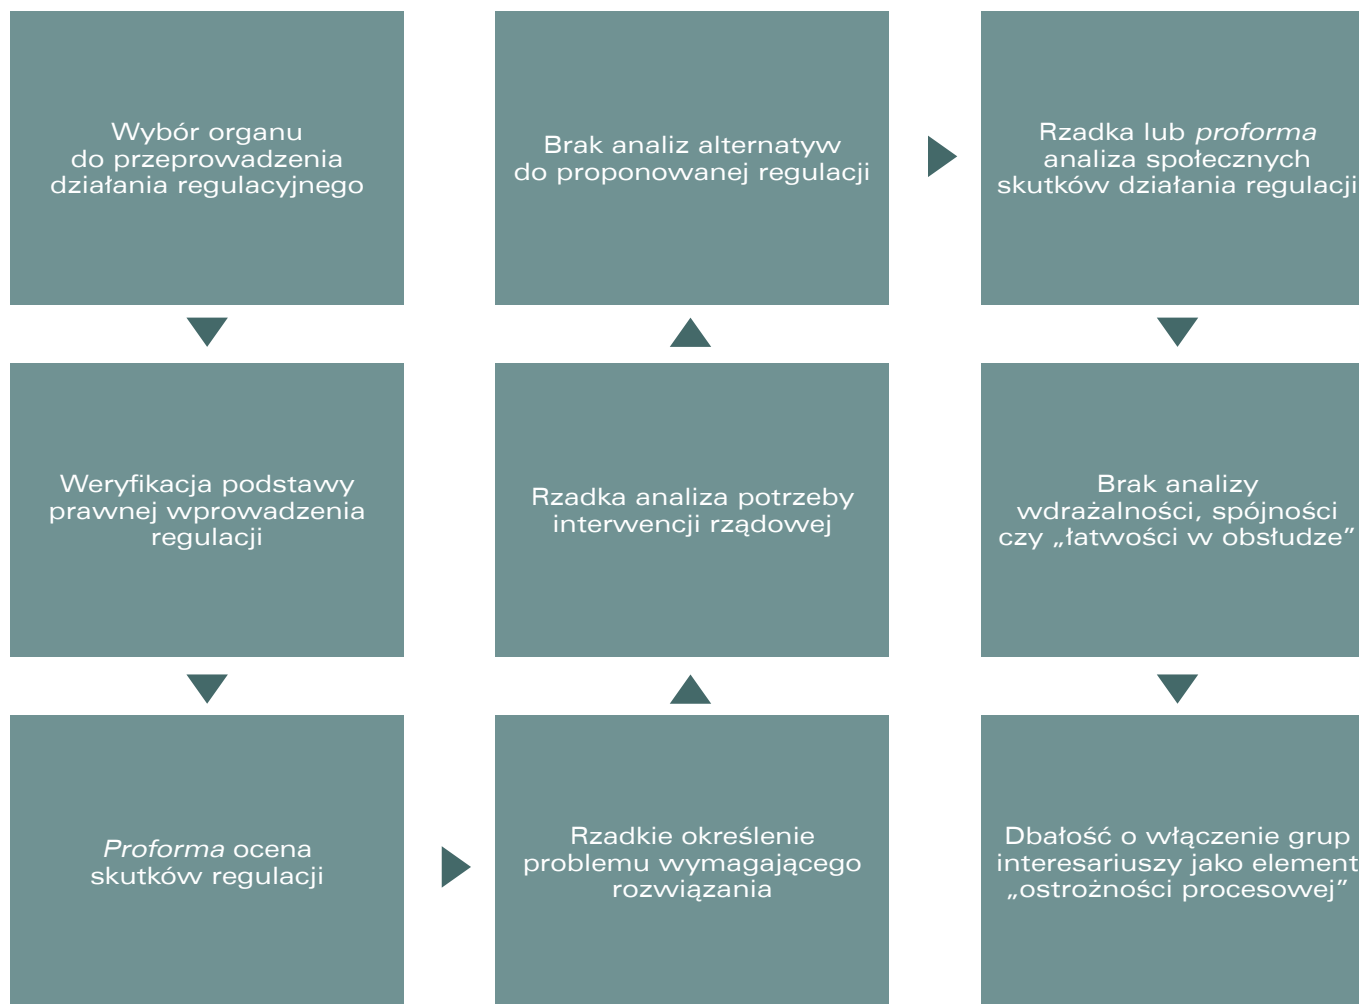 Wybór organu
do przeprowadzenia
działania regulacyjnego
Weryfikacja podstawy
prawnej wprowadzenia
regulacji
Proforma ocena
skutków regulacji
Rzadkie określenie
problemu wymagającego
rozwiązania
Rzadka analiza potrzeby
interwencji rządowej
Brak analiz alternatyw
do proponowanej regulacji
Rzadka lub proforma
analiza społecznych
skutków działania regulacji
Brak analizy
wdrażalności, spójności
czy „łatwości w obsłudze”
Dbałość o włączenie grup
interesariuszy jako element
„ostrożności procesowej”